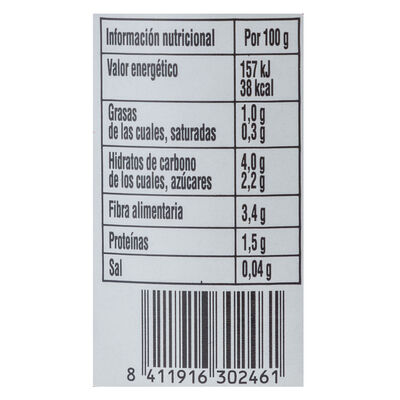 Información nutricional Por 100 g
Valor energético 157 kJ
38 kcal
Grasas 1,0 g
de las cuales, saturadas 0,3 g
Hidratos de carbono 4,0 g
de los cuales, azúcares 2,2 g
Fibra alimentaria 3,4 g
Proteínas 1,5 g
Sal 0,04 g
8 411916 302461